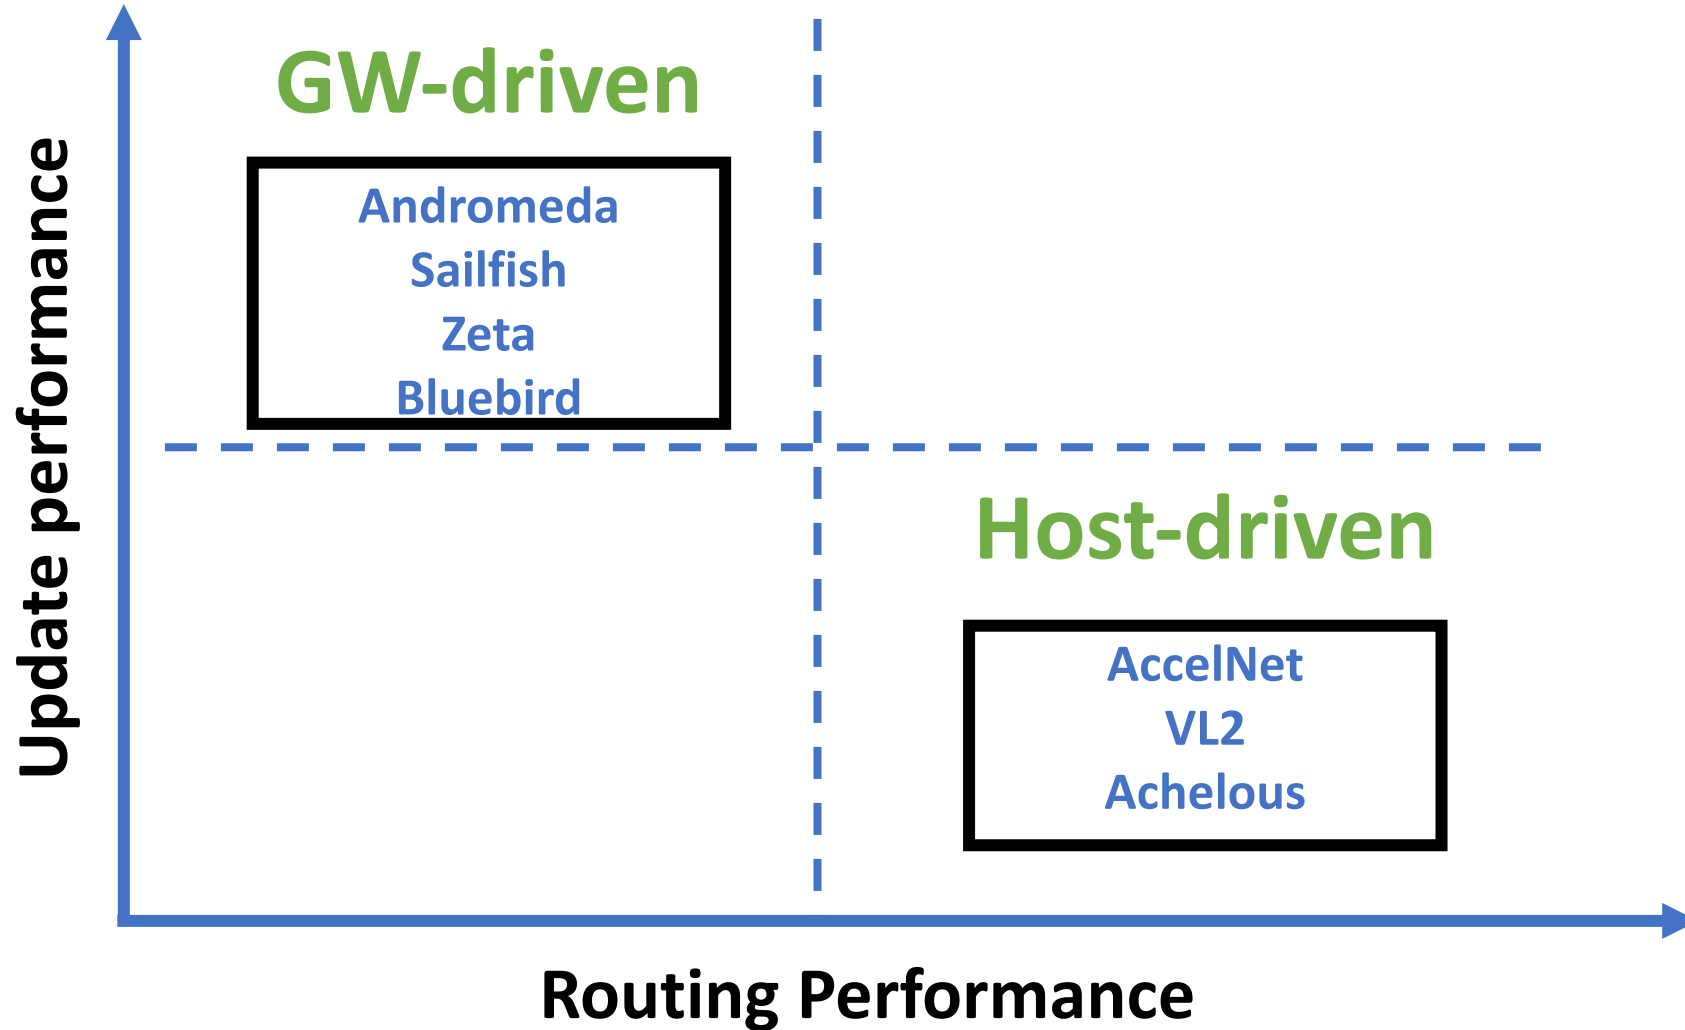 GW-driven
Andromeda
Sailfish
Zeta
Bluebird
Update performance
Host-driven
AccelNet
VL2
Achelous
Routing Performance